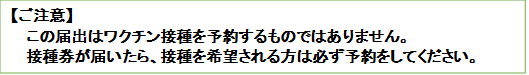 【ご注意】
この届出はワクチン接種を予約するものではありません。
接種券が届いたら、接種を希望される方は必ず予約をしてください。